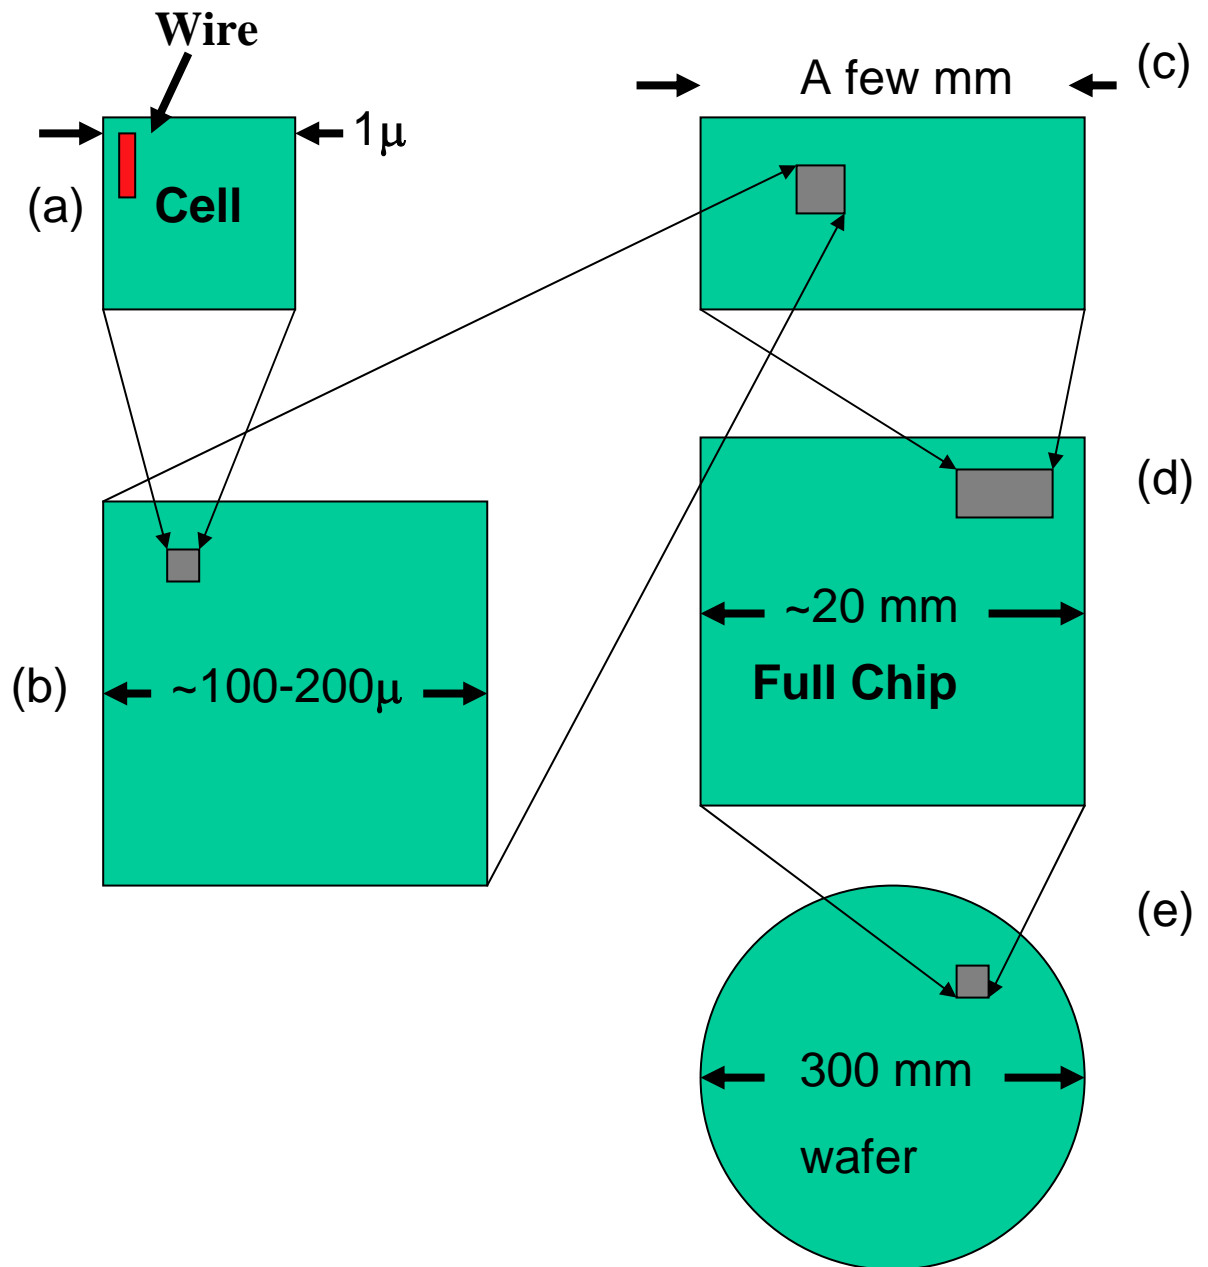 Wire
1μ
(a)
Cell
(b)
~100-200μ
A few mm
(c)
(d)
~20 mm
Full Chip
(e)
300 mm
wafer